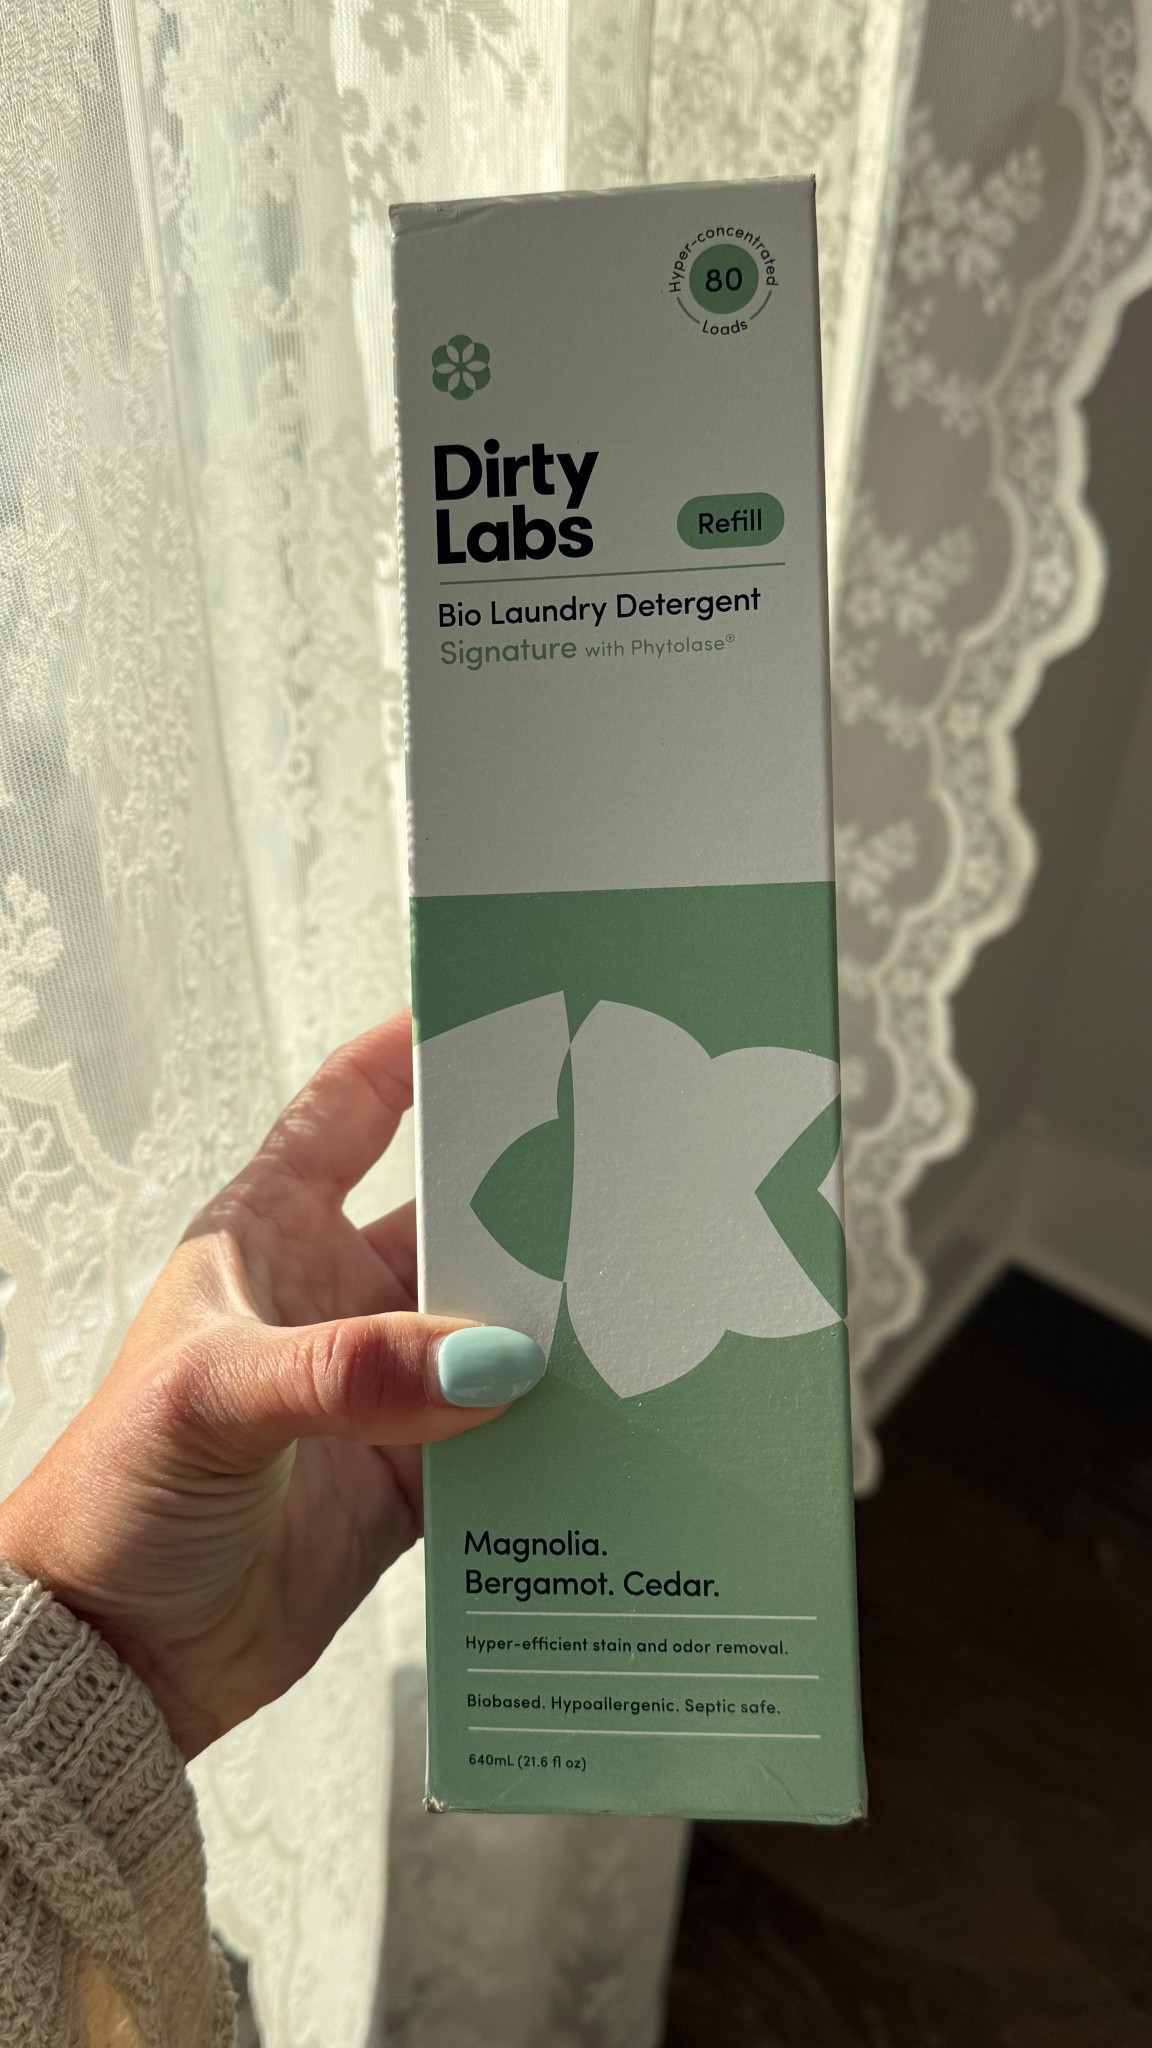 Hyper-concentrated
80
Loads
Dirty
Labs
Refill
Bio Laundry Detergent
Signature with Phytolase®
Magnolia.
Bergamot. Cedar.
Hyper-efficient stain and odor removal.
Biobased. Hypoallergenic. Septic safe.
640mL (21.6 fl oz)